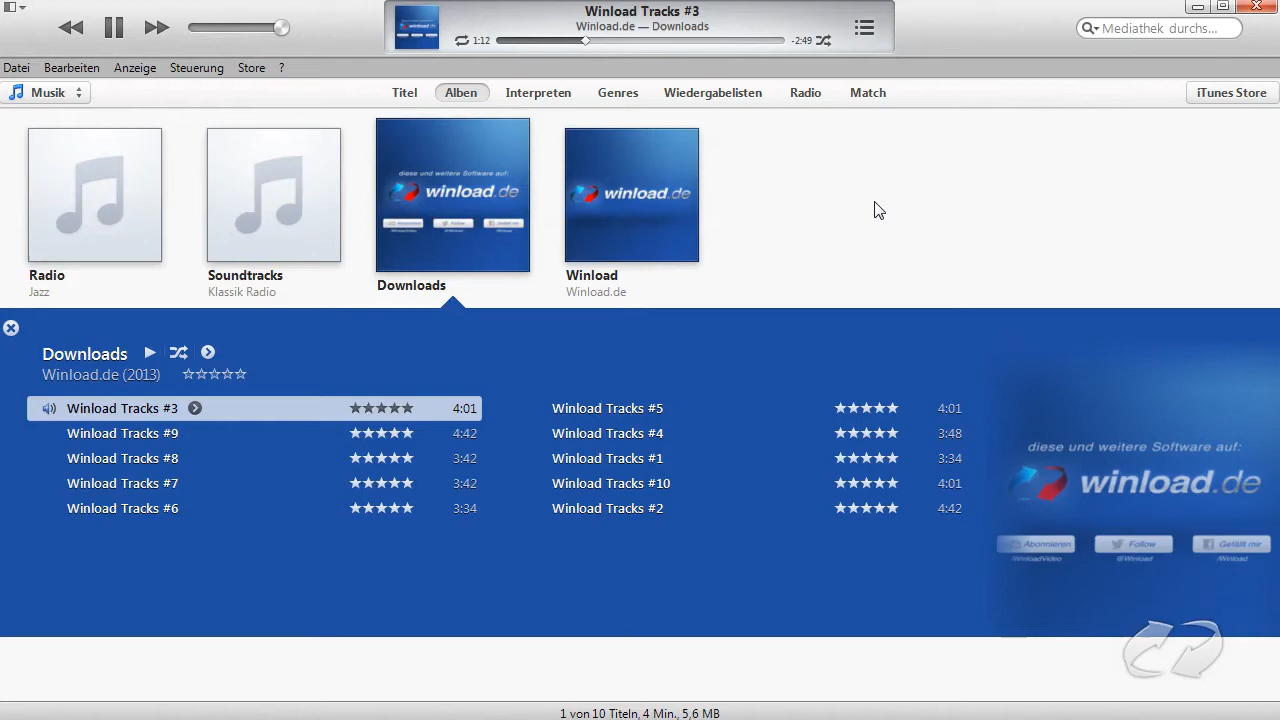 Winload Tracks #3
Winload.de — Downloads
1:12
-2:49
Mediathek durchs...
Datei Bearbeiten Anzeige Steuerung Store ?
Musik
Titel Alben Interpreten Genres Wiedergabelisten Radio Match
iTunes Store
diese und weitere Software auf:
winload.de
winload.de
Radio
Jazz
Soundtracks
Klassik Radio
Downloads
Winload
Winload.de
Downloads
Winload.de (2013)
Winload Tracks #3 4:01
Winload Tracks #9 4:42
Winload Tracks #8 3:42
Winload Tracks #7 3:42
Winload Tracks #6 3:34
Winload Tracks #5 4:01
Winload Tracks #4 3:48
Winload Tracks #1 3:34
Winload Tracks #10 4:01
Winload Tracks #2 4:42
diese und weitere Software auf:
winload.de
Abonnieren Follow Gefällt mir
/WinloadVideo @Winload /Winload
1 von 10 Titeln, 4 Min., 5,6 MB